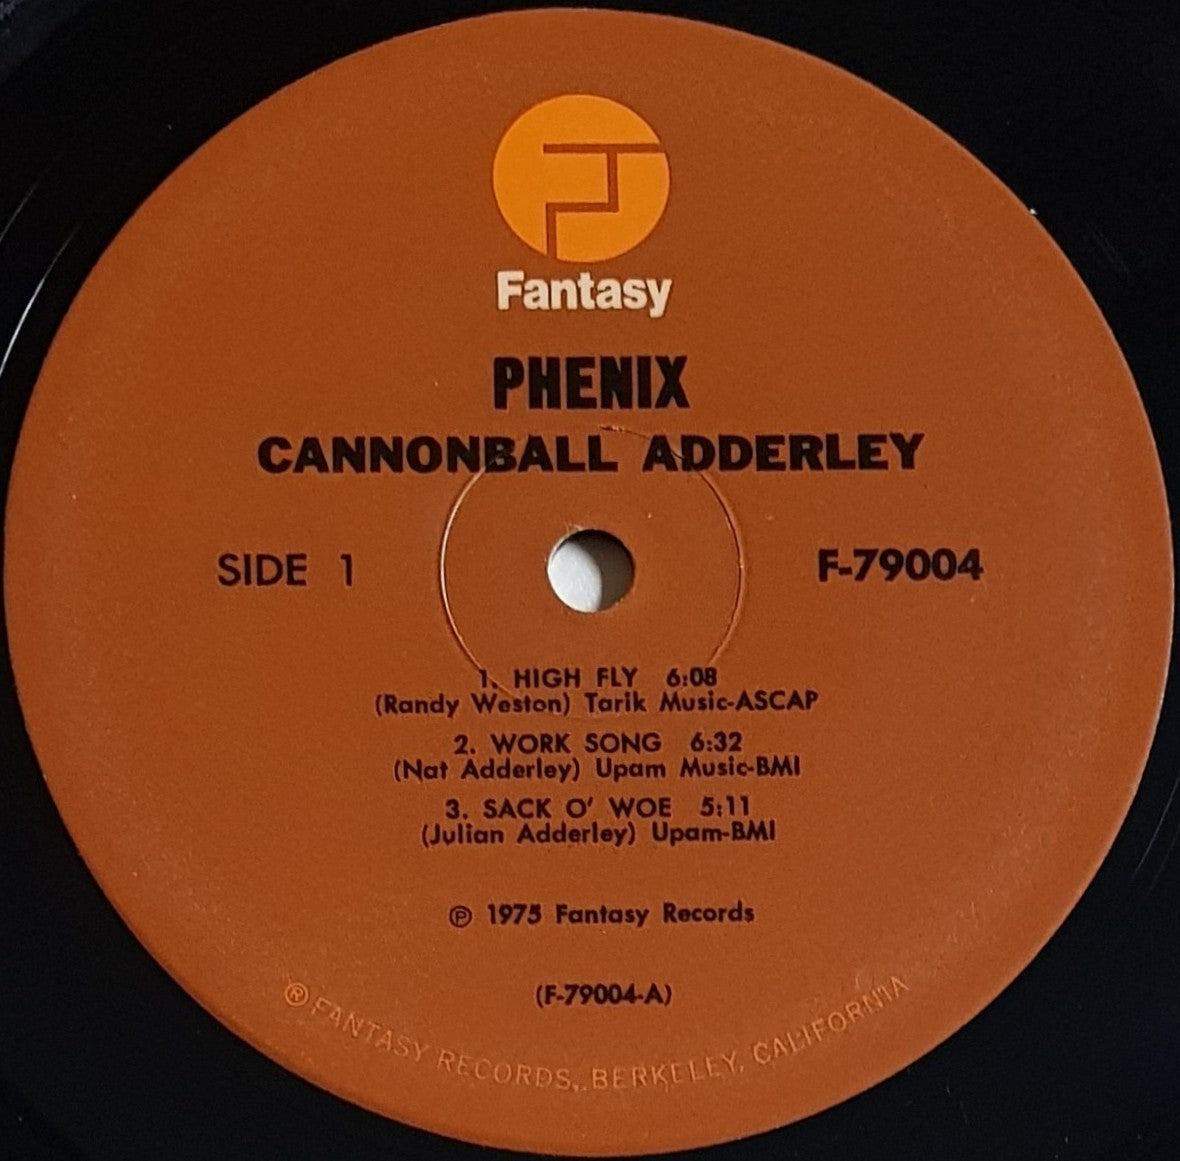 Fantasy
PHENIX
CANNONBALL ADDERLEY
SIDE 1
F-79004
1. HIGH FLY 6:08
(Randy Weston) Tarik Music-ASCAP
2. WORK SONG 6:32
(Nat Adderley) Upam Music-BMI
3. SACK O' WOE 5:11
(Julian Adderley) Upam-BMI
℗ 1975 Fantasy Records
(F-79004-A)
® FANTASY RECORDS, BERKELEY, CALIFORNIA